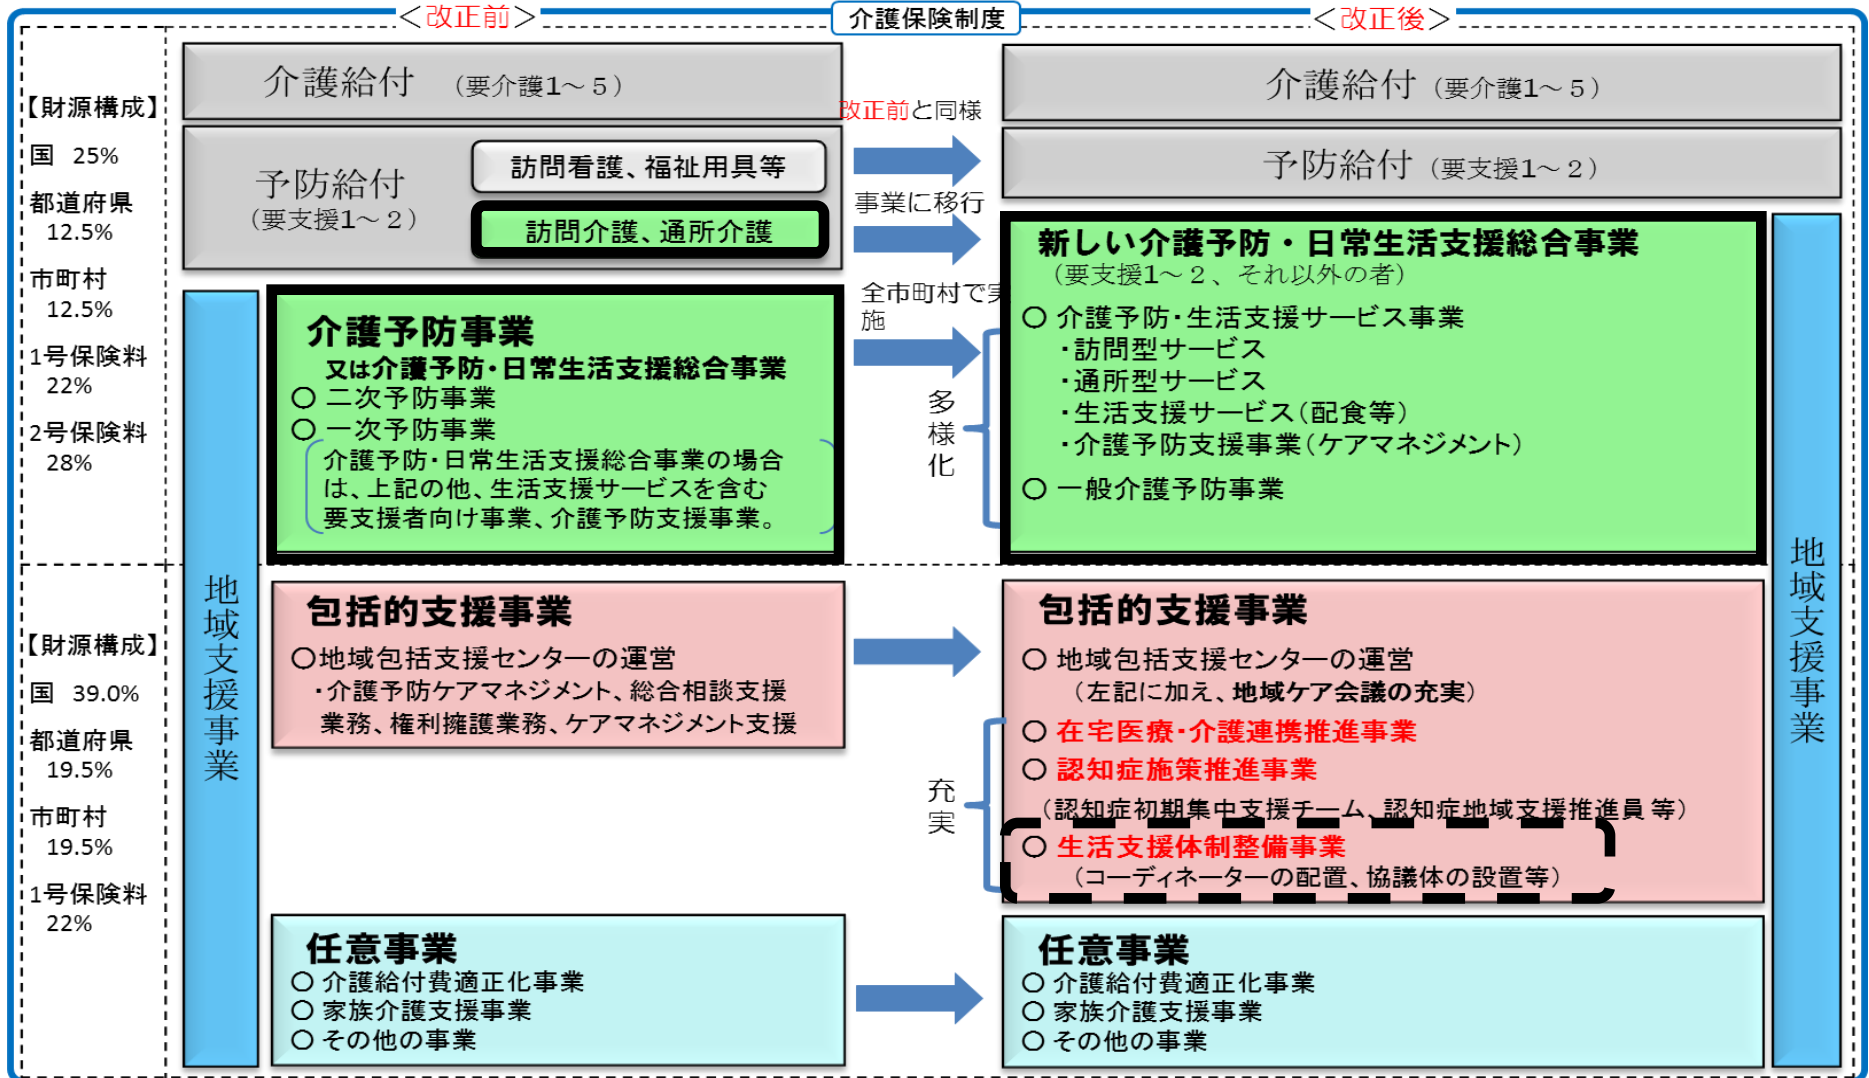 介護保険制度
＜改正前＞
＜改正後＞
【財源構成】
国 25%
都道府県
12.5%
市町村
12.5%
1号保険料
22%
2号保険料
28%
【財源構成】
国 39.0%
都道府県
19.5%
市町村
19.5%
1号保険料
22%
介護給付 （要介護1～5）
予防給付
（要支援1～2）
訪問看護、福祉用具等
訪問介護、通所介護
地域支援事業
介護予防事業
又は介護予防・日常生活支援総合事業
○ 二次予防事業
○ 一次予防事業
介護予防・日常生活支援総合事業の場合
は、上記の他、生活支援サービスを含む
要支援者向け事業、介護予防支援事業。
包括的支援事業
○地域包括支援センターの運営
・介護予防ケアマネジメント、総合相談支援
業務、権利擁護業務、ケアマネジメント支援
任意事業
○ 介護給付費適正化事業
○ 家族介護支援事業
○ その他の事業
改正前と同様
事業に移行
全市町村で実
施
多様化
充実
介護給付（要介護1～5）
予防給付（要支援1～2）
新しい介護予防・日常生活支援総合事業
（要支援1～2、それ以外の者）
○ 介護予防・生活支援サービス事業
・訪問型サービス
・通所型サービス
・生活支援サービス（配食等）
・介護予防支援事業（ケアマネジメント）
○ 一般介護予防事業
包括的支援事業
○ 地域包括支援センターの運営
（左記に加え、地域ケア会議の充実）
○ 在宅医療・介護連携推進事業
○ 認知症施策推進事業
（認知症初期集中支援チーム、認知症地域支援推進員 等）
○ 生活支援体制整備事業
（コーディネーターの配置、協議体の設置等）
任意事業
○ 介護給付費適正化事業
○ 家族介護支援事業
○ その他の事業
地域支援事業